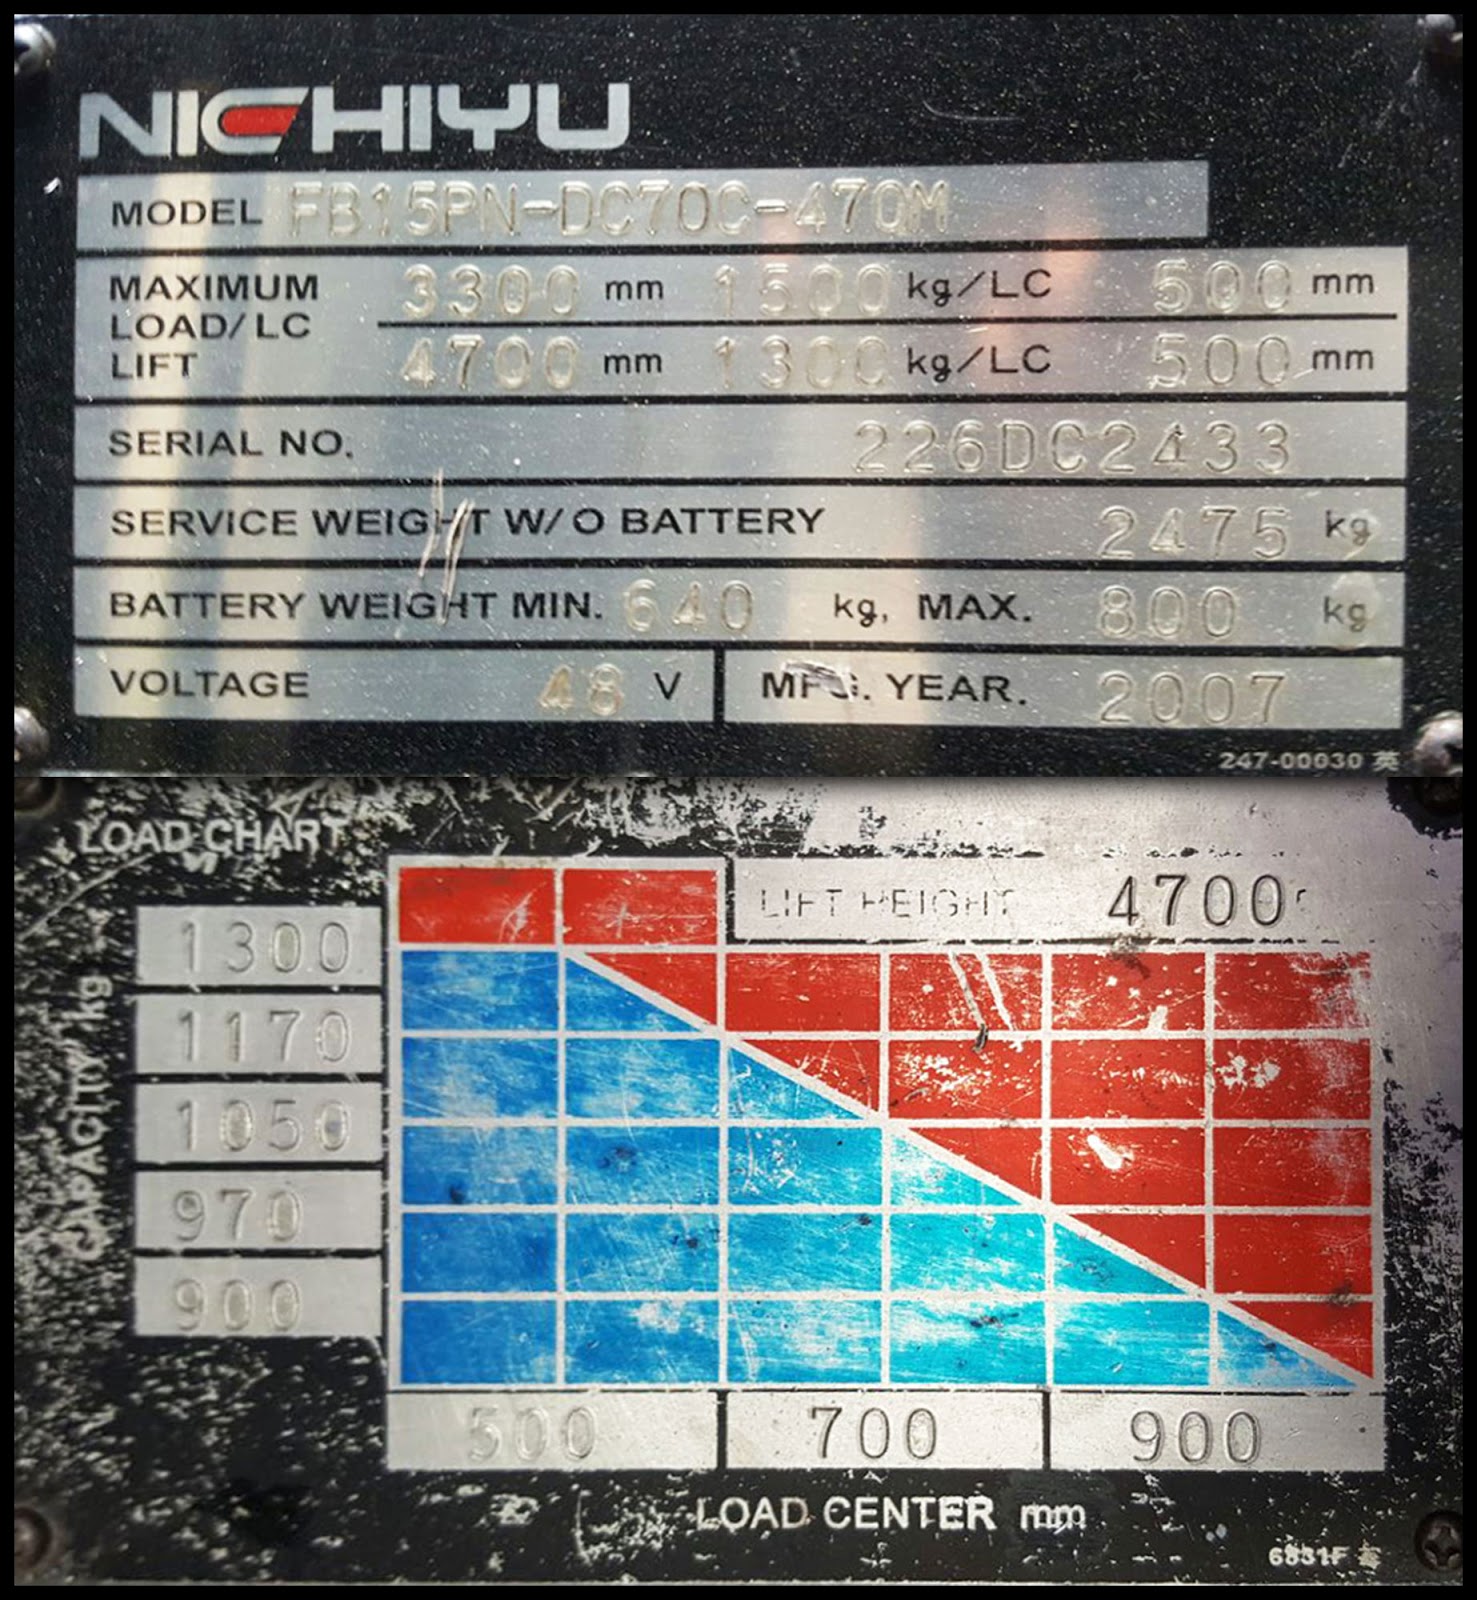 NICHIYU
MODEL FB15PN-DC70C-470M
MAXIMUM LOAD/LC LIFT
3300 mm 1500 kg/LC 500 mm
4700 mm 1300 kg/LC 500 mm
SERIAL NO. 226DC2433
SERVICE WEIGHT W/O BATTERY 2475 kg
BATTERY WEIGHT MIN. 640 kg, MAX. 800 kg
VOLTAGE 48 V MFG. YEAR. 2007
247-00030 英
LOAD CHART
LIFT HEIGHT 4700
CAPACITY kg
1300
1170
1050
970
900
500 700 900
LOAD CENTER mm
6831F 英